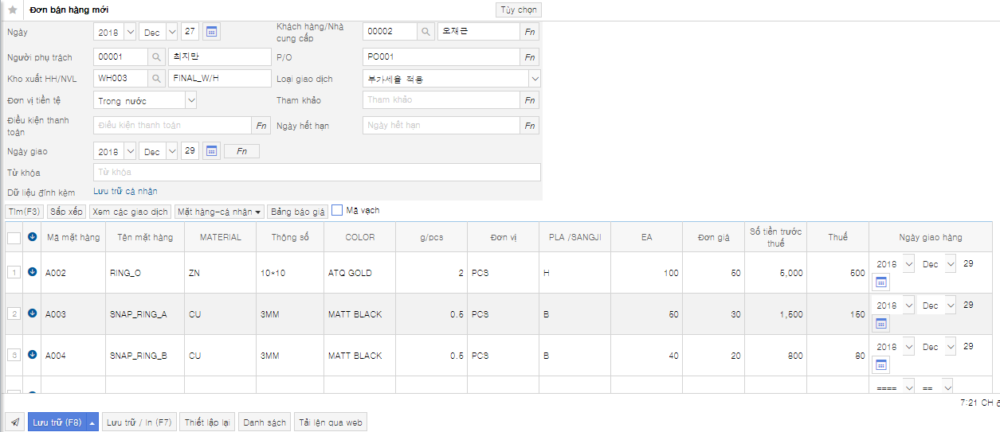 Đơn bán hàng mới Tùy chọn
Ngày 2018 Dec 27 Khách hàng/Nhà cung cấp 00002 오재근 Fn
Người phụ trách 00001 최지만 P/O PO001 Fn
Kho xuất HH/NVL WH003 FINAL_W/H Loại giao dịch 부가세율 적용
Đơn vị tiền tệ Trong nước Tham khảo Tham khảo Fn
Điều kiện thanh toán Điều kiện thanh toán Fn Ngày hết hạn Ngày hết hạn Fn
Ngày giao 2018 Dec 29 Fn
Từ khóa Từ khóa
Dữ liệu đính kèm Lưu trữ cá nhân
Tìm(F3) Sắp xếp Xem các giao dịch Mặt hàng-cá nhân Bảng báo giá Mã vạch
Mã mặt hàng Tên mặt hàng MATERIAL Thông số COLOR g/pcs Đơn vị PLA /SANGJI EA Đơn giá Số tiền trước thuế Thuế Ngày giao hàng
1 A002 RING_O ZN 10*10 ATQ GOLD 2 PCS H 100 50 5,000 500 2018 Dec 29
2 A003 SNAP_RING_A CU 3MM MATT BLACK 0.5 PCS B 50 30 1,500 150 2018 Dec 29
3 A004 SNAP_RING_B CU 3MM MATT BLACK 0.5 PCS B 40 20 800 80 2018 Dec 29
==== ==
7:21 CH
Lưu trữ (F8) Lưu trữ / In (F7) Thiết lập lại Danh sách Tải lên qua web